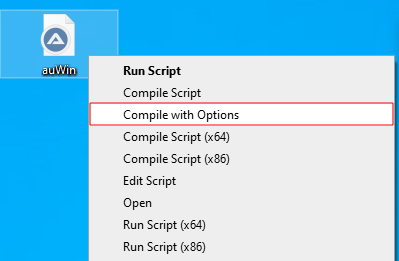 auWin
Run Script
Compile Script
Compile with Options
Compile Script (x64)
Compile Script (x86)
Edit Script
Open
Run Script (x64)
Run Script (x86)